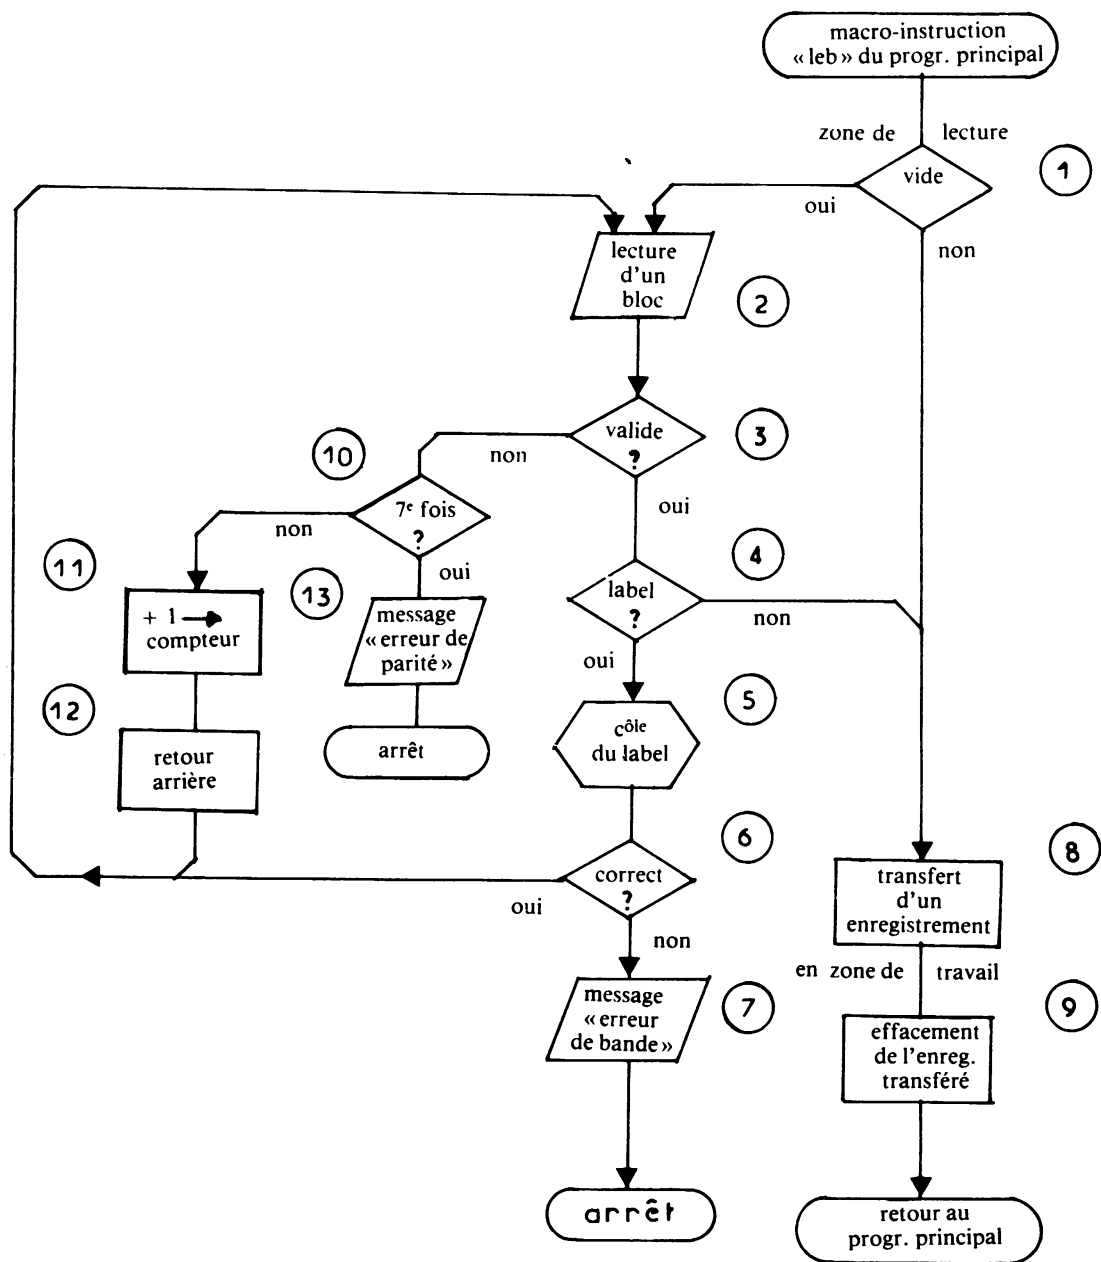 macro-instruction
« leb » du progr. principal
zone de lecture
1
vide
oui
non
lecture
d'un
bloc
2
valide
?
3
non
oui
10
7e fois
?
non
oui
4
label
?
non
oui
11
+ 1
compteur
13
message
« erreur de
parité »
arrêt
12
retour
arrière
5
côle
du label
6
correct
?
oui
non
8
transfert
d'un
enregistrement
en zone de travail
7
message
« erreur
de bande »
9
effacement
de l'enreg.
transféré
arrêt
retour au
progr. principal